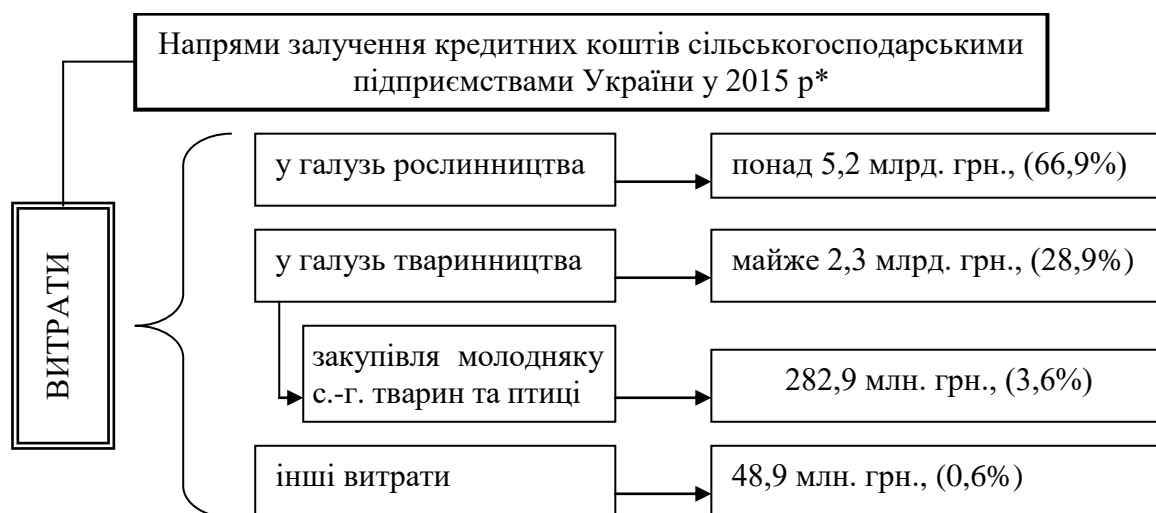 Напрями залучення кредитних коштів сільськогосподарськими
підприємствами України у 2015 р*
ВИТРАТИ
у галузь рослинництва
понад 5,2 млрд. грн., (66,9%)
у галузь тваринництва
майже 2,3 млрд. грн., (28,9%)
закупівля молодняку
с.-г. тварин та птиці
282,9 млн. грн., (3,6%)
інші витрати
48,9 млн. грн., (0,6%)